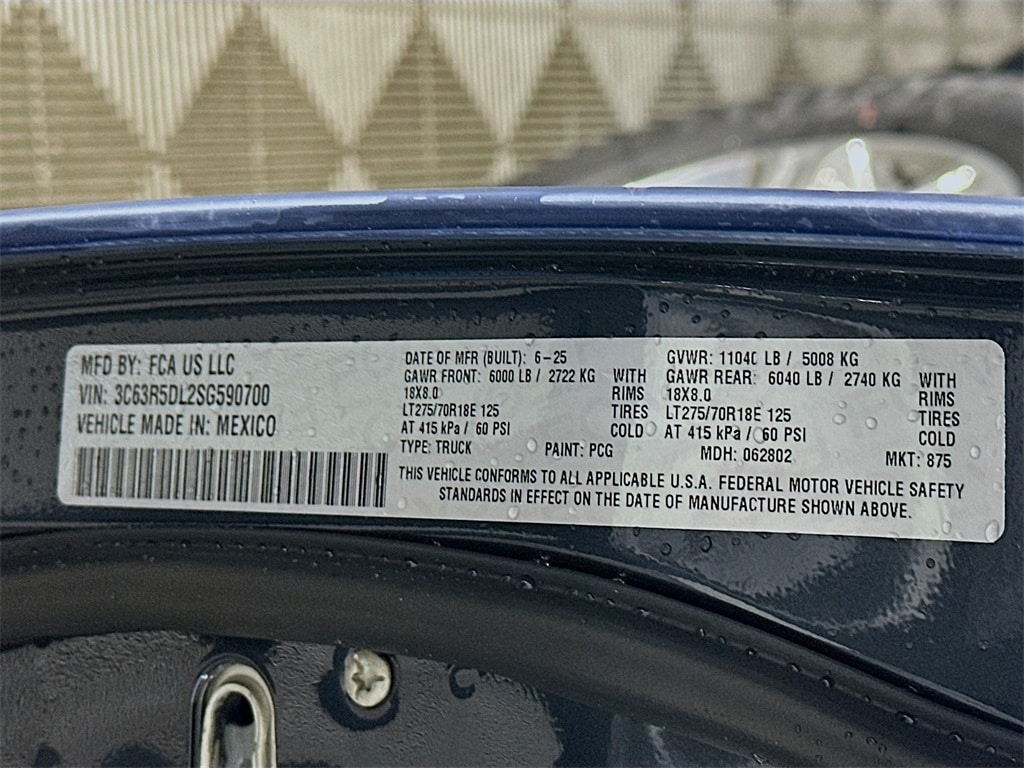 MFD BY: FCA US LLC
VIN: 3C63R5DL2SG590700
VEHICLE MADE IN: MEXICO
DATE OF MFR (BUILT): 6-25
GAWR FRONT: 6000 LB / 2722 KG WITH
18X8.0 RIMS
LT275/70R18E 125 TIRES
AT 415 kPa / 60 PSI COLD
TYPE: TRUCK PAINT: PCG
GVWR: 11040 LB / 5008 KG
GAWR REAR: 6040 LB / 2740 KG WITH
18X8.0 RIMS
LT275/70R18E 125 TIRES
AT 415 kPa / 60 PSI COLD
MDH: 062802 MKT: 875
THIS VEHICLE CONFORMS TO ALL APPLICABLE U.S.A. FEDERAL MOTOR VEHICLE SAFETY
STANDARDS IN EFFECT ON THE DATE OF MANUFACTURE SHOWN ABOVE.